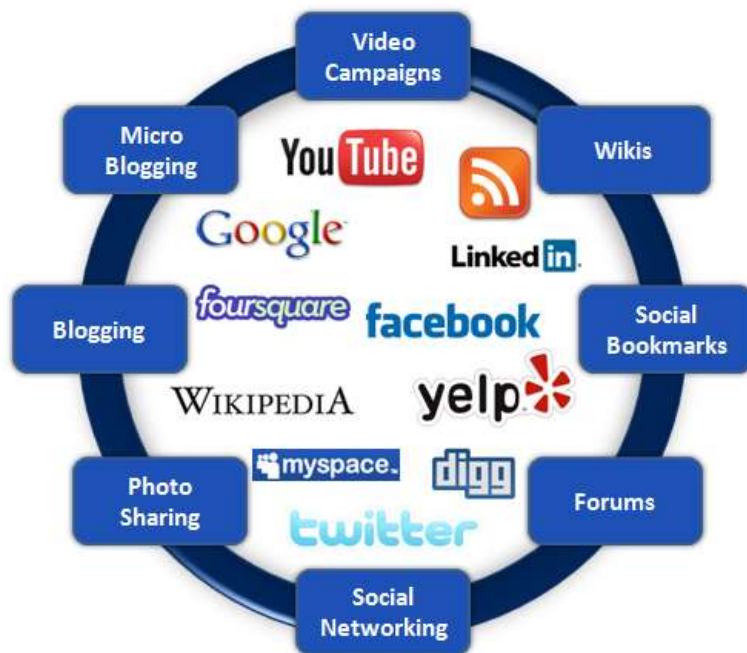 Video
Campaigns
Micro
Blogging
You Tube
Wikis
Google
Linked in
foursquare
Blogging
facebook
Social
Bookmarks
WIKIPEDIA
yelp
myspace
digg
Photo
Sharing
Forums
twitter
Social
Networking